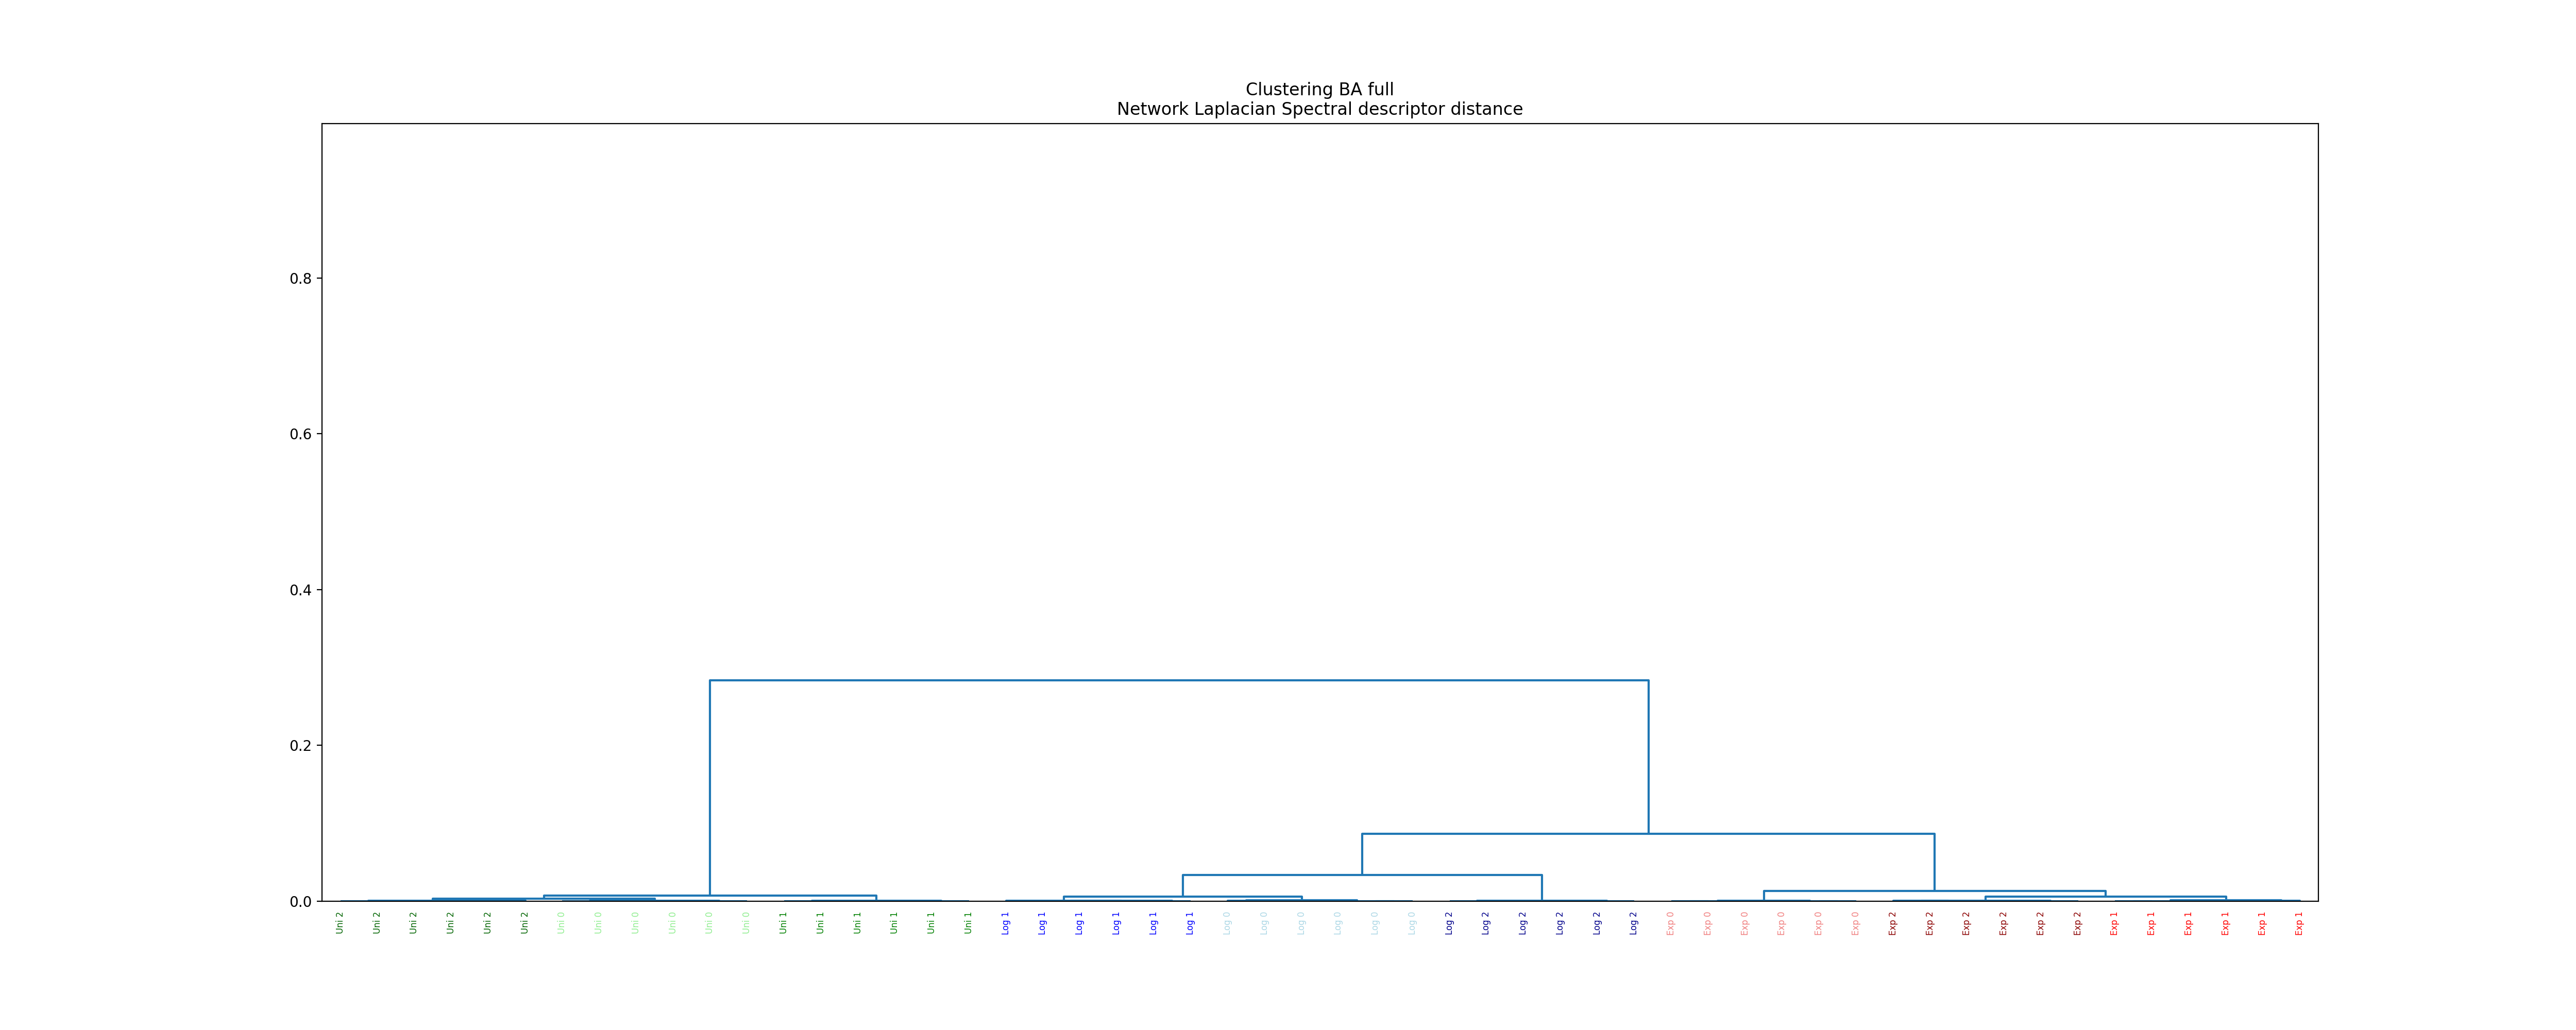 Clustering BA full
Network Laplacian Spectral descriptor distance
0.8
0.6
0.4
0.2
0.0
Uni 2 Uni 2 Uni 2 Uni 2 Uni 2 Uni 2 Uni 0 Uni 0 Uni 0 Uni 0 Uni 0 Uni 0 Uni 1 Uni 1 Uni 1 Uni 1 Uni 1 Uni 1 Log 1 Log 1 Log 1 Log 1 Log 1 Log 1 Log 0 Log 0 Log 0 Log 0 Log 0 Log 0 Log 2 Log 2 Log 2 Log 2 Log 2 Log 2 Exp 0 Exp 0 Exp 0 Exp 0 Exp 0 Exp 0 Exp 2 Exp 2 Exp 2 Exp 2 Exp 2 Exp 2 Exp 1 Exp 1 Exp 1 Exp 1 Exp 1 Exp 1